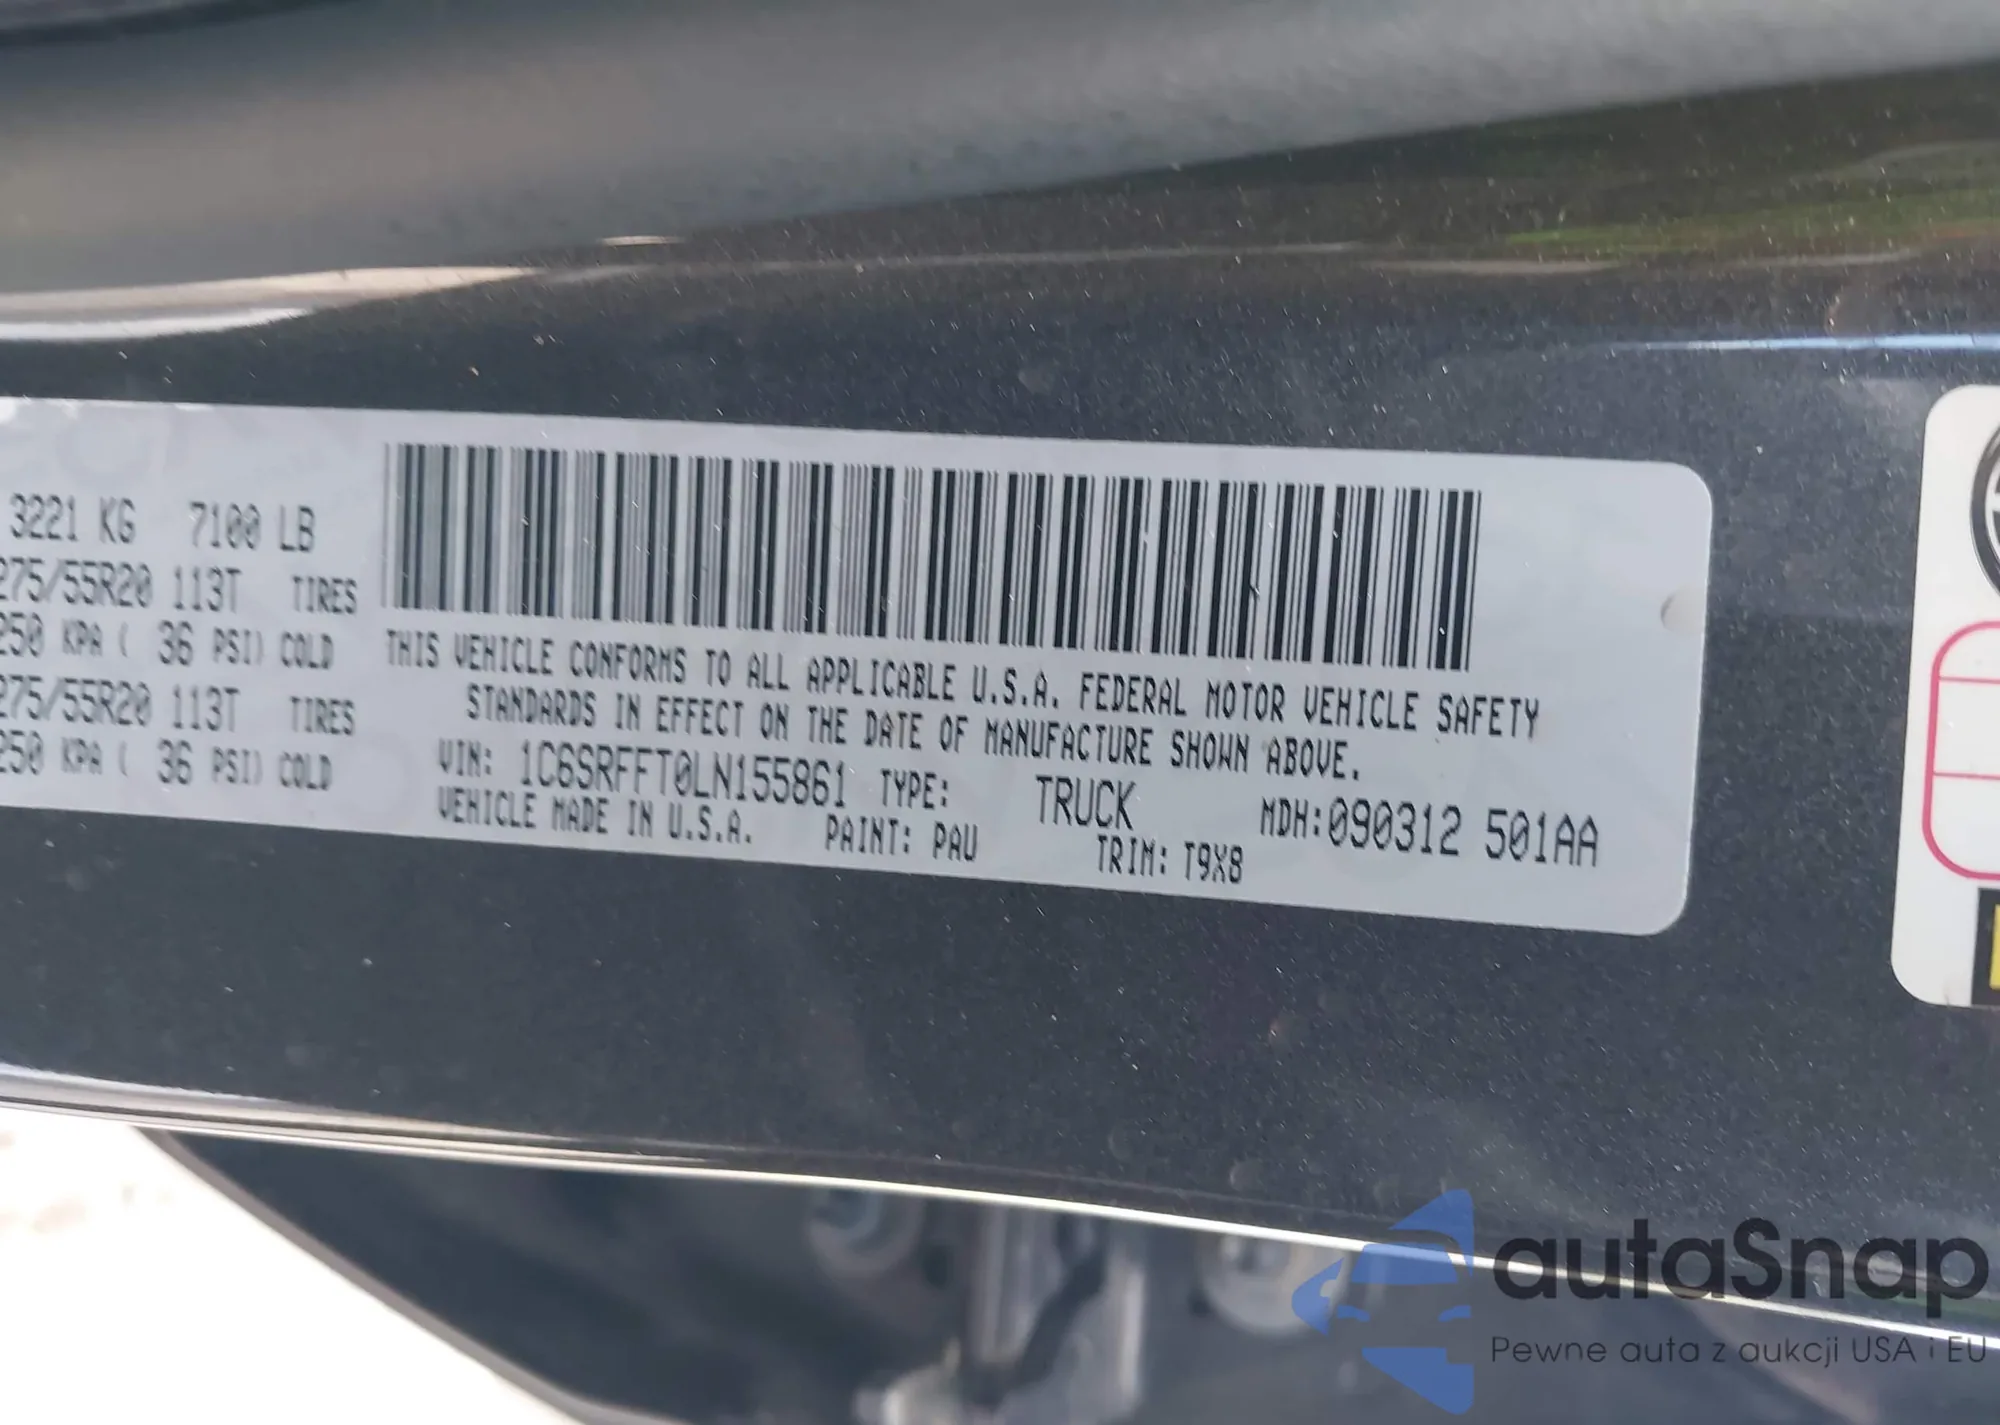 3221 KG 7100 LB
275/55R20 113T TIRES
250 KPA ( 36 PSI) COLD
275/55R20 113T TIRES
250 KPA ( 36 PSI) COLD
THIS VEHICLE CONFORMS TO ALL APPLICABLE U.S.A. FEDERAL MOTOR VEHICLE SAFETY
STANDARDS IN EFFECT ON THE DATE OF MANUFACTURE SHOWN ABOVE.
VIN: 1C6SRFFT0LN155861 TYPE: TRUCK MDH:090312 501AA
VEHICLE MADE IN U.S.A. PAINT: PAU TRIM: T9X8
autaSnap
Pewne auta z aukcji USA i EU